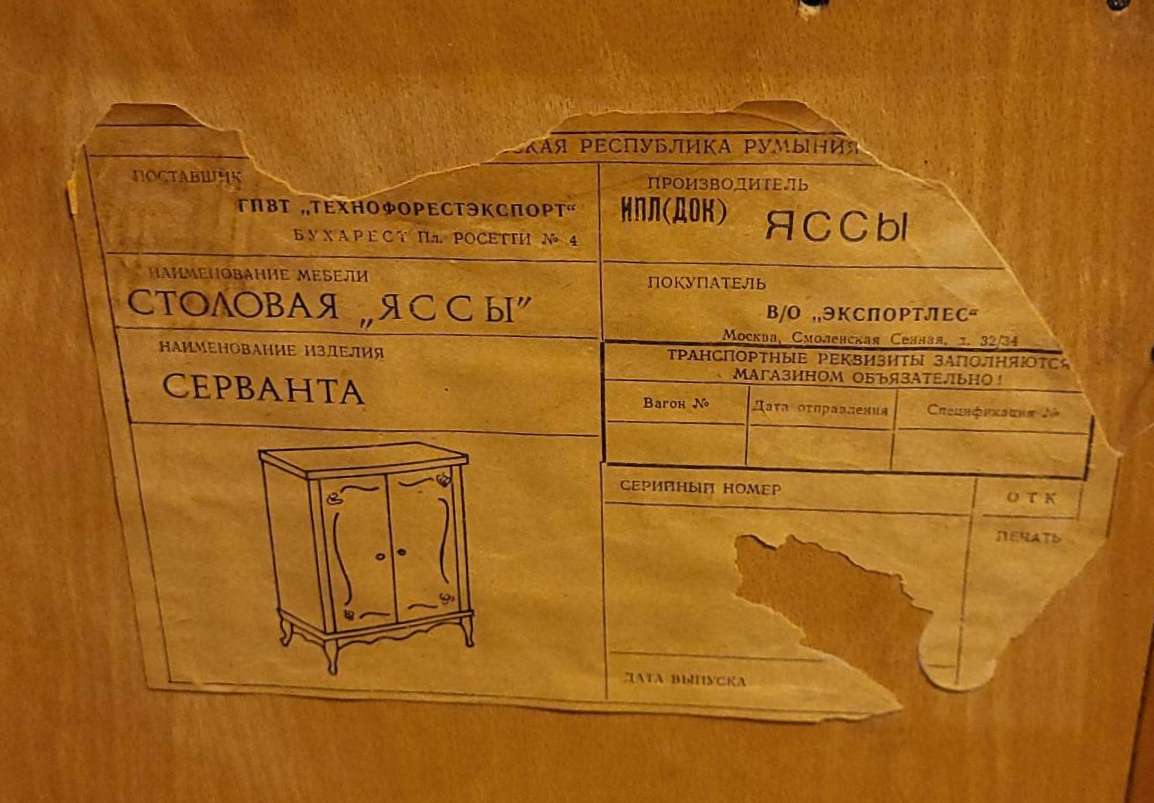 СКАЯ РЕСПУБЛИКА РУМЫНИЯ
ПОСТАВЩИК
ГПВТ „ТЕХНОФОРЕСТЭКСПОРТ“
БУХАРЕСТ Пл. РОСЕТТИ № 4
ПРОИЗВОДИТЕЛЬ
ИПЛ(ДОК) ЯССЫ
НАИМЕНОВАНИЕ МЕБЕЛИ
СТОЛОВАЯ „ЯССЫ”
ПОКУПАТЕЛЬ
В/О „ЭКСПОРТЛЕС“
Москва, Смоленская Сенная, д. 32/34
НАИМЕНОВАНИЕ ИЗДЕЛИЯ
СЕРВАНТА
ТРАНСПОРТНЫЕ РЕКВИЗИТЫ ЗАПОЛНЯЮТСЯ
МАГАЗИНОМ ОБЪЯЗАТЕЛЬНО!
Вагон № Дата отправления Спецификация №
СЕРИЙНЫЙ НОМЕР
ОТК
ПЕЧАТЬ
ДАТА ВЫПУСКА